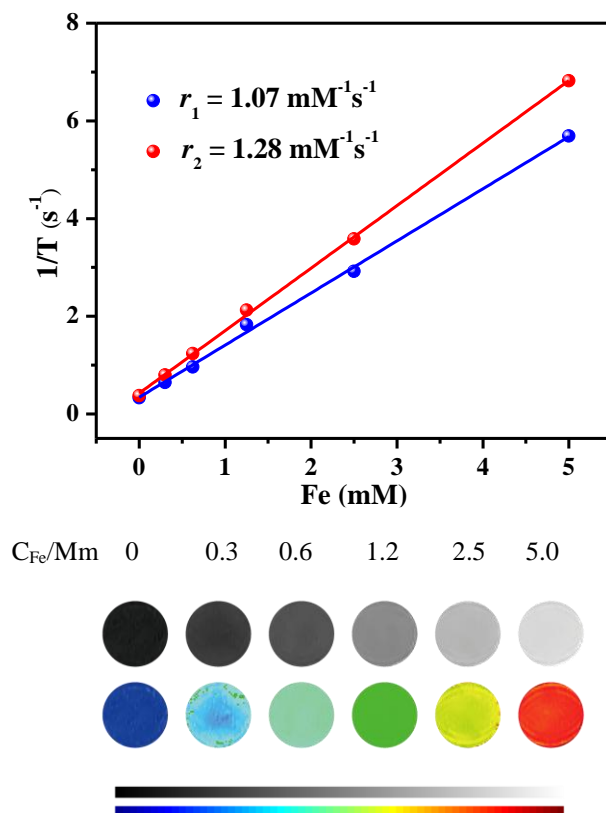 8
6
4
2
0
1/T (s⁻¹)
r₁ = 1.07 mM⁻¹s⁻¹
r₂ = 1.28 mM⁻¹s⁻¹
0 1 2 3 4 5
Fe (mM)
C_Fe/Mm 0 0.3 0.6 1.2 2.5 5.0